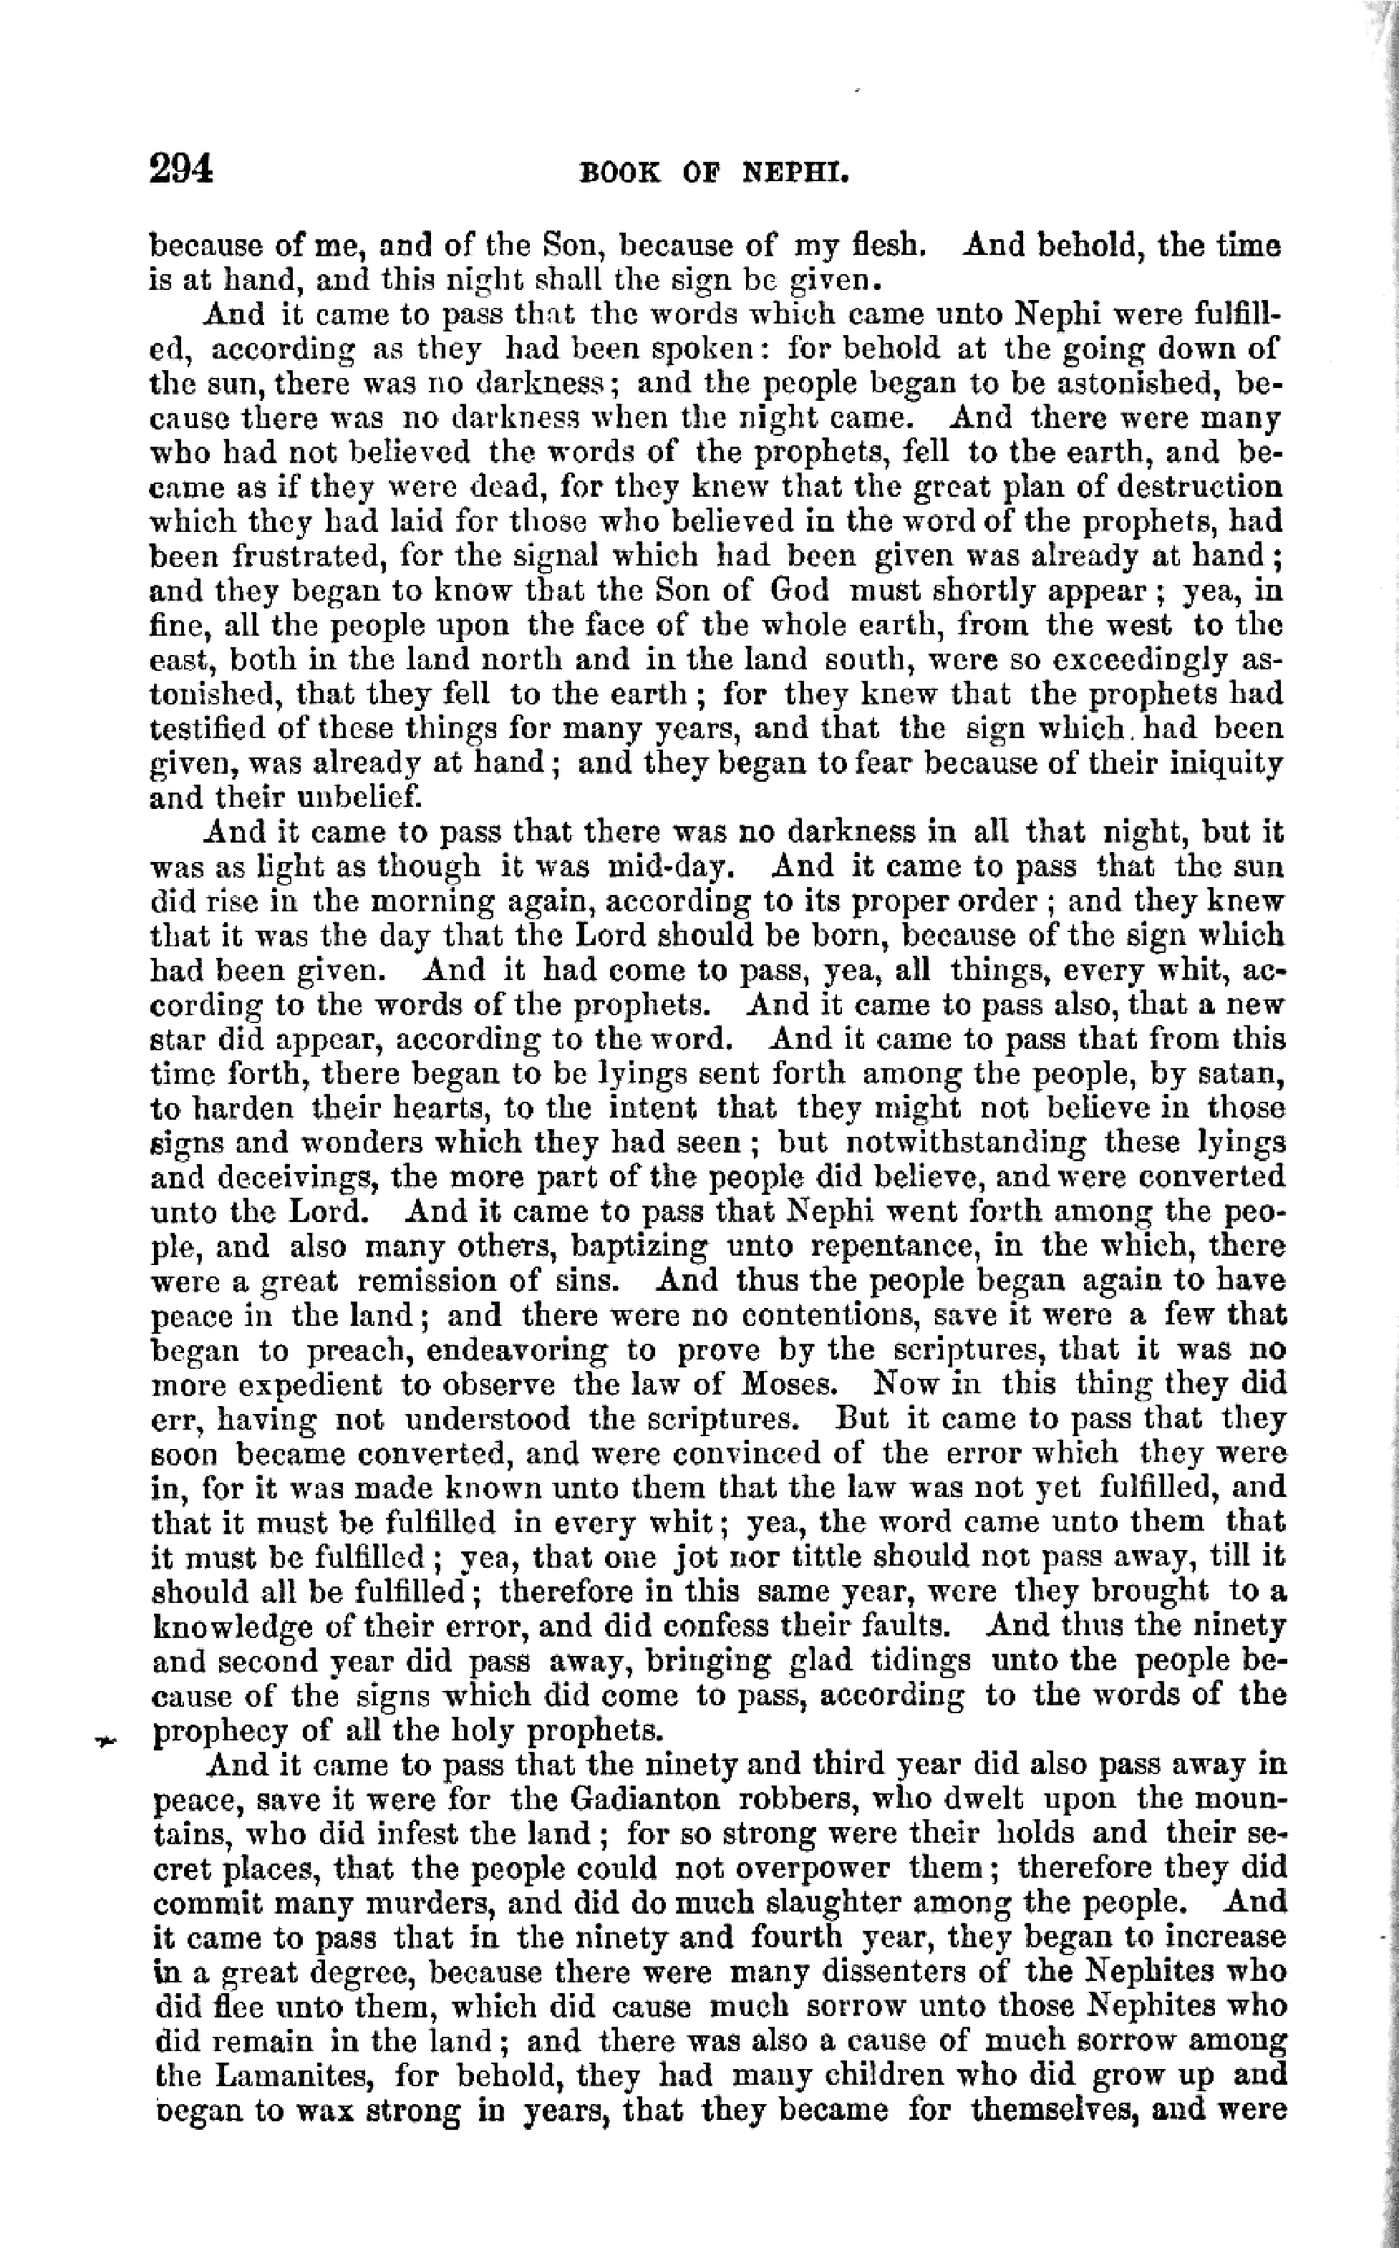 294 BOOK OF NEPHI.
because of me, and of the Son, because of my flesh. And behold, the time
is at hand, and this night shall the sign be given.
And it came to pass that the words which came unto Nephi were fulfill-
ed, according as they had been spoken: for behold at the going down of
the sun, there was no darkness; and the people began to be astonished, be-
cause there was no darkness when the night came. And there were many
who had not believed the words of the prophets, fell to the earth, and be-
came as if they were dead, for they knew that the great plan of destruction
which they had laid for those who believed in the word of the prophets, had
been frustrated, for the signal which had been given was already at hand;
and they began to know that the Son of God must shortly appear; yea, in
fine, all the people upon the face of the whole earth, from the west to the
east, both in the land north and in the land south, were so exceedingly as-
tonished, that they fell to the earth; for they knew that the prophets had
testified of these things for many years, and that the sign which had been
given, was already at hand; and they began to fear because of their iniquity
and their unbelief.
And it came to pass that there was no darkness in all that night, but it
was as light as though it was mid-day. And it came to pass that the sun
did rise in the morning again, according to its proper order; and they knew
that it was the day that the Lord should be born, because of the sign which
had been given. And it had come to pass, yea, all things, every whit, ac-
cording to the words of the prophets. And it came to pass also, that a new
star did appear, according to the word. And it came to pass that from this
time forth, there began to be lyings sent forth among the people, by satan,
to harden their hearts, to the intent that they might not believe in those
signs and wonders which they had seen; but notwithstanding these lyings
and deceivings, the more part of the people did believe, and were converted
unto the Lord. And it came to pass that Nephi went forth among the peo-
ple, and also many others, baptizing unto repentance, in the which, there
were a great remission of sins. And thus the people began again to have
peace in the land; and there were no contentions, save it were a few that
began to preach, endeavoring to prove by the scriptures, that it was no
more expedient to observe the law of Moses. Now in this thing they did
err, having not understood the scriptures. But it came to pass that they
soon became converted, and were convinced of the error which they were
in, for it was made known unto them that the law was not yet fulfilled, and
that it must be fulfilled in every whit; yea, the word came unto them that
it must be fulfilled; yea, that one jot nor tittle should not pass away, till it
should all be fulfilled; therefore in this same year, were they brought to a
knowledge of their error, and did confess their faults. And thus the ninety
and second year did pass away, bringing glad tidings unto the people be-
cause of the signs which did come to pass, according to the words of the
prophecy of all the holy prophets.
And it came to pass that the ninety and third year did also pass away in
peace, save it were for the Gadianton robbers, who dwelt upon the moun-
tains, who did infest the land; for so strong were their holds and their se-
cret places, that the people could not overpower them; therefore they did
commit many murders, and did do much slaughter among the people. And
it came to pass that in the ninety and fourth year, they began to increase
in a great degree, because there were many dissenters of the Nephites who
did flee unto them, which did cause much sorrow unto those Nephites who
did remain in the land; and there was also a cause of much sorrow among
the Lamanites, for behold, they had many children who did grow up and
began to wax strong in years, that they became for themselves, and were